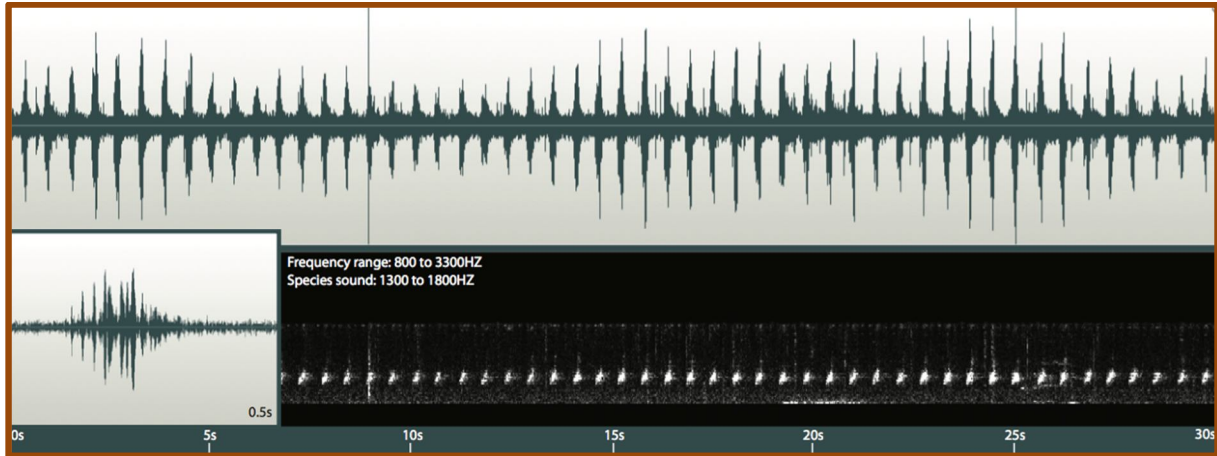 Frequency range: 800 to 3300HZ
Species sound: 1300 to 1800HZ
0.5s
0s 5s 10s 15s 20s 25s 30s